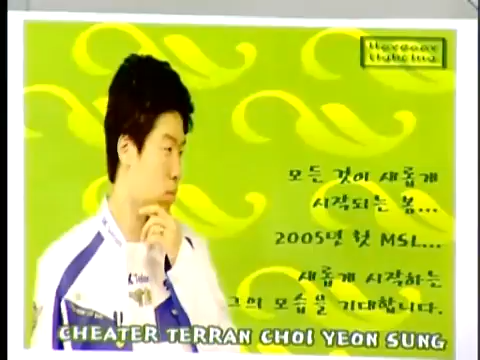 모든 것이 새롭게
시작되는 봄...
2005년 첫 MSL...
새롭게 시작하는
그의 모습을 기대합니다.
CHEATER TERRAN CHOI YEON SUNG